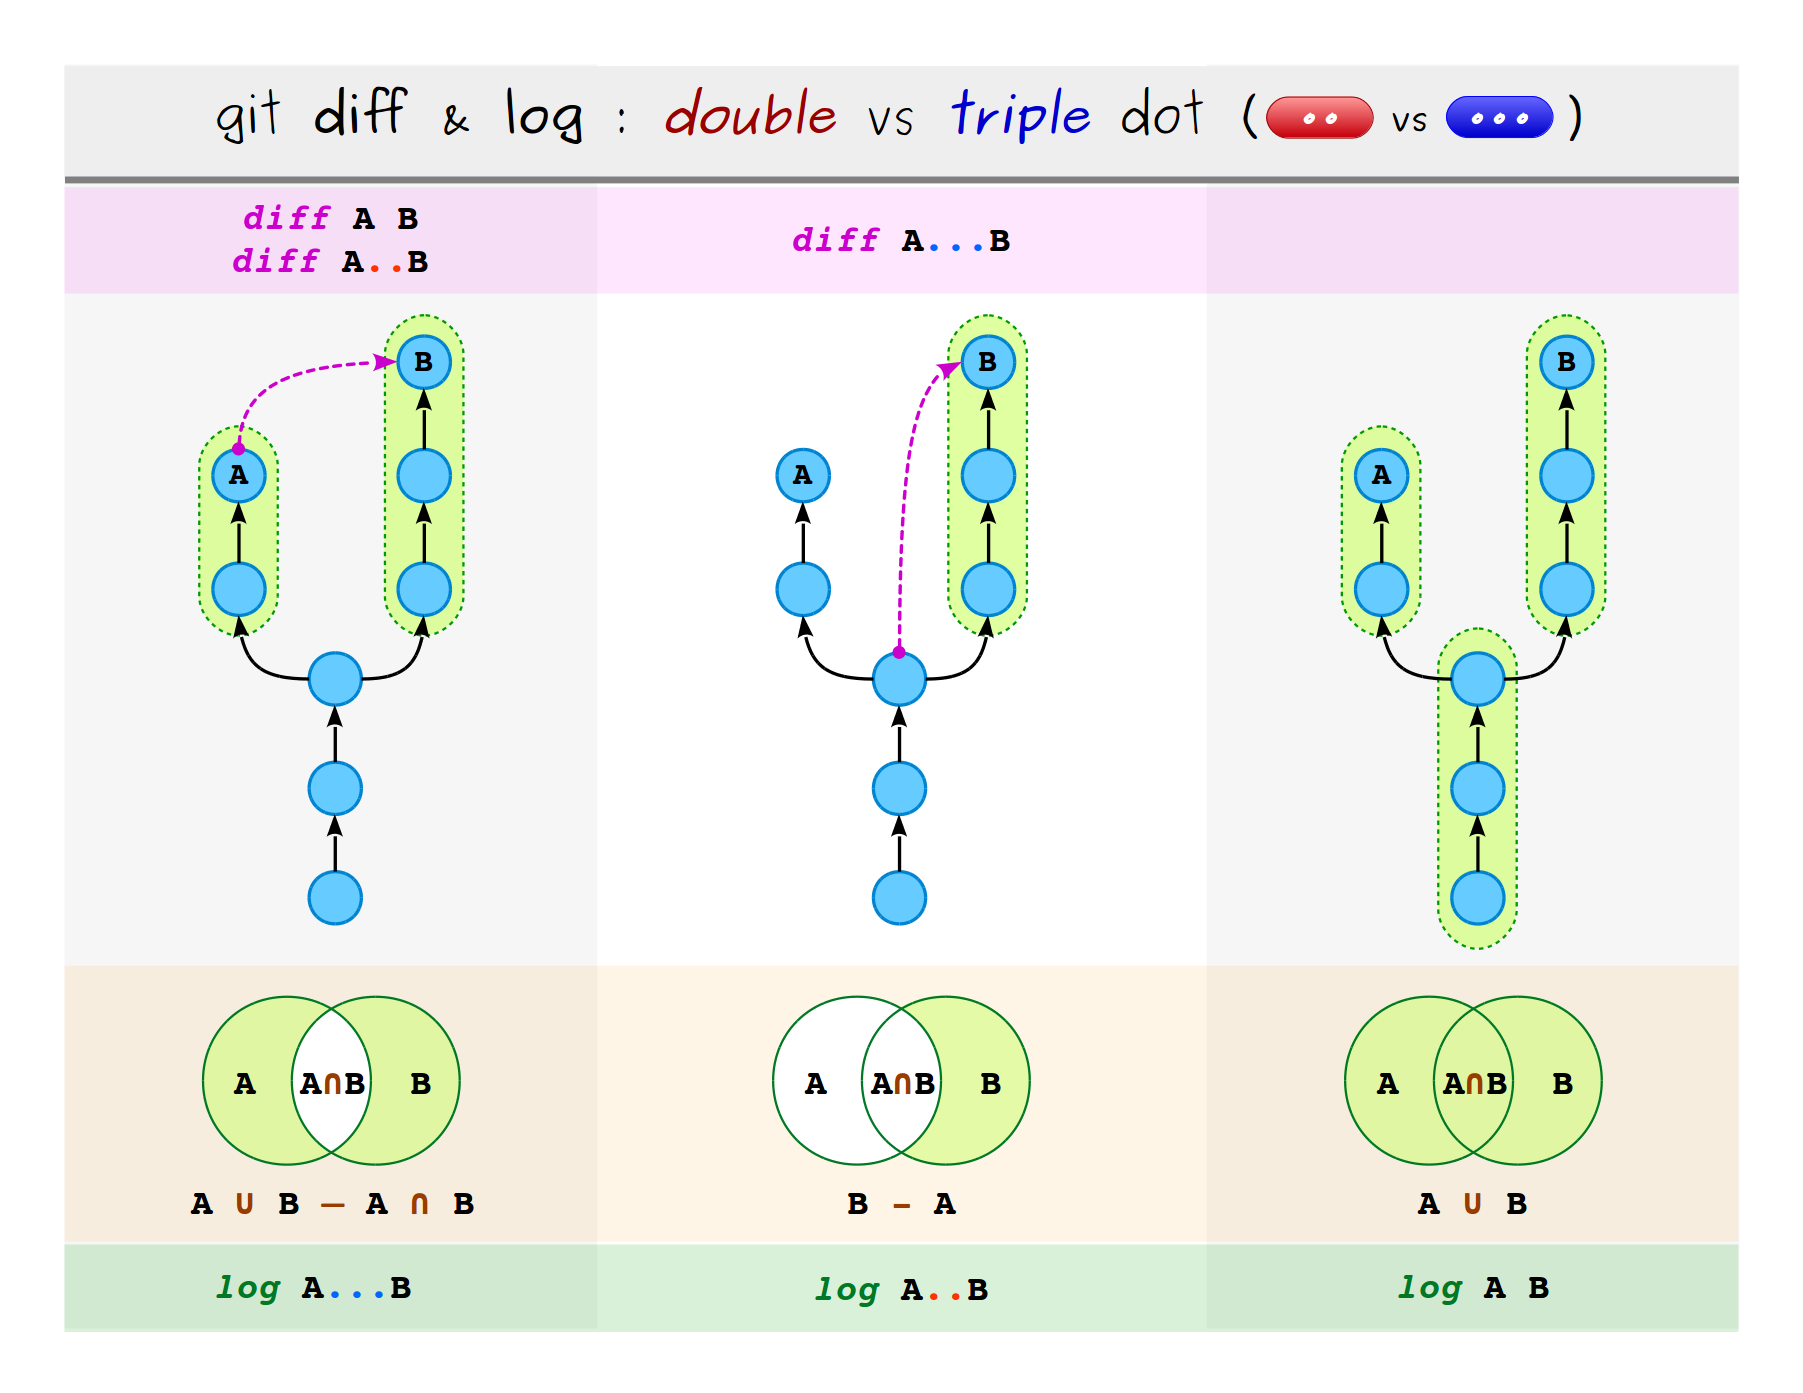 git diff & log : double vs triple dot (•• vs •••)
diff A B
diff A..B
diff A...B
B
A
B
A
B
A
A A∩B B
A ∪ B – A ∩ B
A A∩B B
B – A
A A∩B B
A ∪ B
log A...B
log A..B
log A B